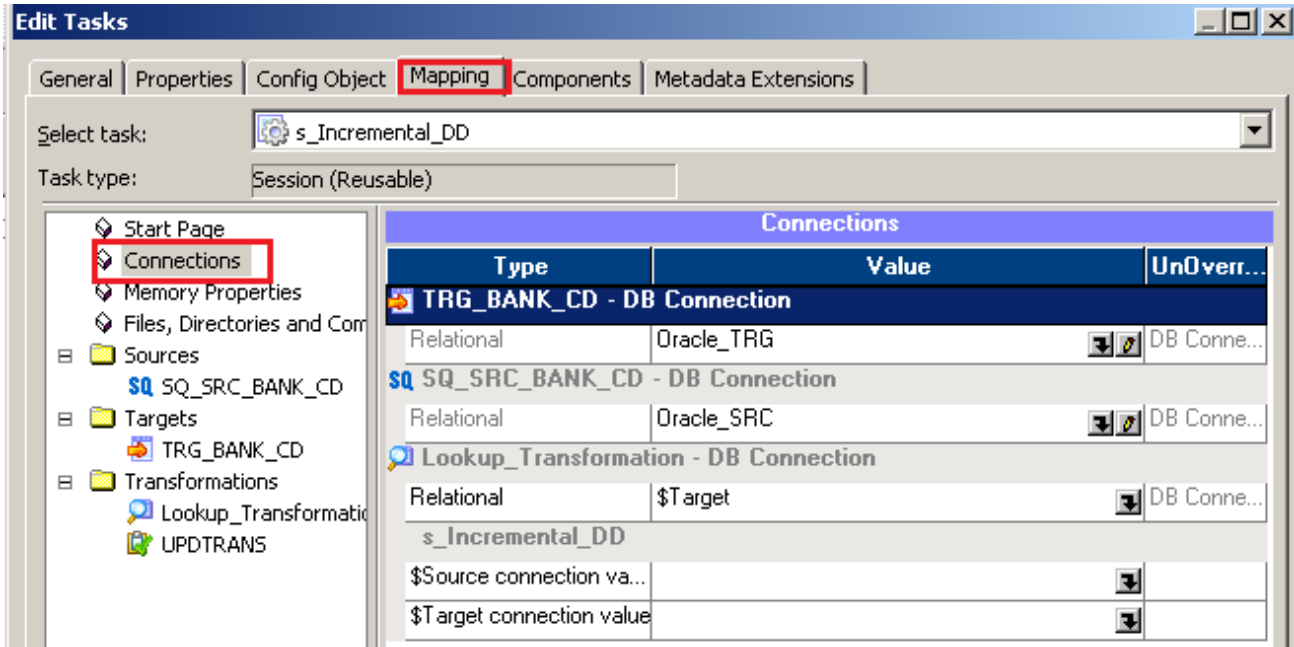 Edit Tasks
General Properties Config Object Mapping Components Metadata Extensions
Select task: s_Incremental_DD
Task type: Session (Reusable)
Start Page
Connections
Memory Properties
Files, Directories and Com
Sources
SQ SQ_SRC_BANK_CD
Targets
TRG_BANK_CD
Transformations
Lookup_Transformatio
UPDTRANS
Connections
Type Value UnOverr...
TRG_BANK_CD - DB Connection
Relational Oracle_TRG DB Conne...
SQ SQ_SRC_BANK_CD - DB Connection
Relational Oracle_SRC DB Conne...
Lookup_Transformation - DB Connection
Relational $Target DB Conne...
s_Incremental_DD
$Source connection va...
$Target connection value